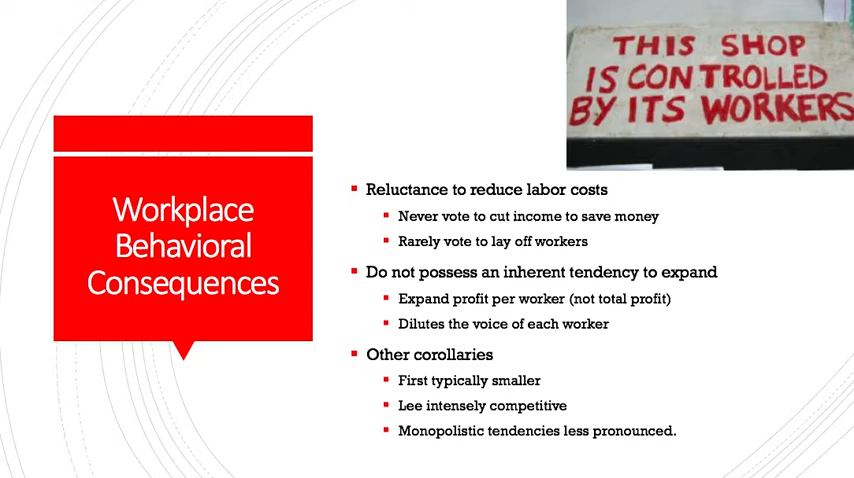 THIS SHOP
IS CONTROLLED
BY ITS WORKERS
Workplace
Behavioral
Consequences
Reluctance to reduce labor costs
Never vote to cut income to save money
Rarely vote to lay off workers
Do not possess an inherent tendency to expand
Expand profit per worker (not total profit)
Dilutes the voice of each worker
Other corollaries
First typically smaller
Lee intensely competitive
Monopolistic tendencies less pronounced.